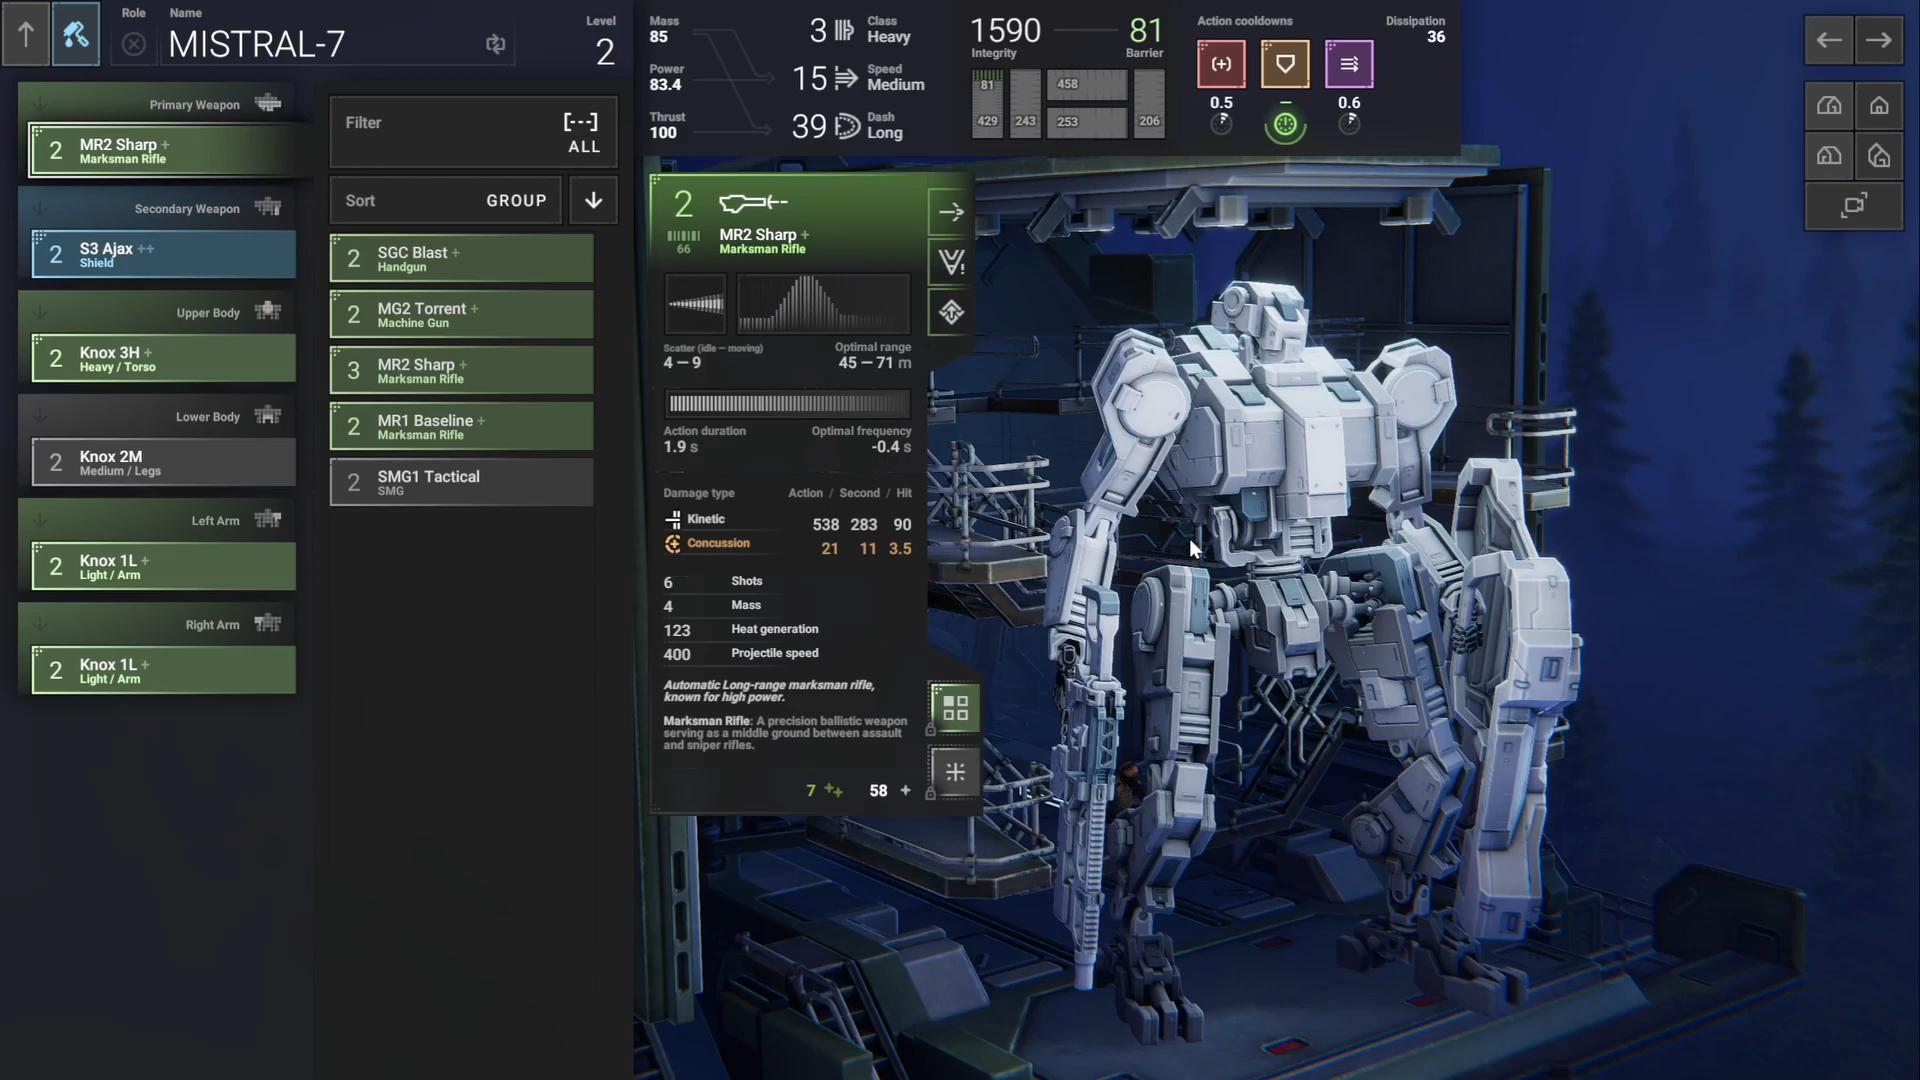 Role
Name
MISTRAL-7
Level
2
Mass
85
Power
83.4
Thrust
100
3
Class
Heavy
15
Speed
Medium
39
Dash
Long
1590
Integrity
81
Barrier
81
429
243
458
253
206
Action cooldowns
0.5
–
0.6
Dissipation
36
Primary Weapon
2
MR2 Sharp +
Marksman Rifle
Secondary Weapon
2
S3 Ajax ++
Shield
Upper Body
2
Knox 3H +
Heavy / Torso
Lower Body
2
Knox 2M
Medium / Legs
Left Arm
2
Knox 1L +
Light / Arm
Right Arm
2
Knox 1L +
Light / Arm
Filter
[---]
ALL
Sort
GROUP
2
SGC Blast +
Handgun
2
MG2 Torrent +
Machine Gun
3
MR2 Sharp +
Marksman Rifle
2
MR1 Baseline +
Marksman Rifle
2
SMG1 Tactical
SMG
2
66
MR2 Sharp +
Marksman Rifle
Scatter (idle – moving)
4 – 9
Optimal range
45 – 71 m
Action duration
1.9 s
Optimal frequency
-0.4 s
Damage type Action / Second / Hit
Kinetic 538 283 90
Concussion 21 11 3.5
6 Shots
4 Mass
123 Heat generation
400 Projectile speed
Automatic Long-range marksman rifle,
known for high power.
Marksman Rifle: A precision ballistic weapon
serving as a middle ground between assault
and sniper rifles.
7 ++ 58 +